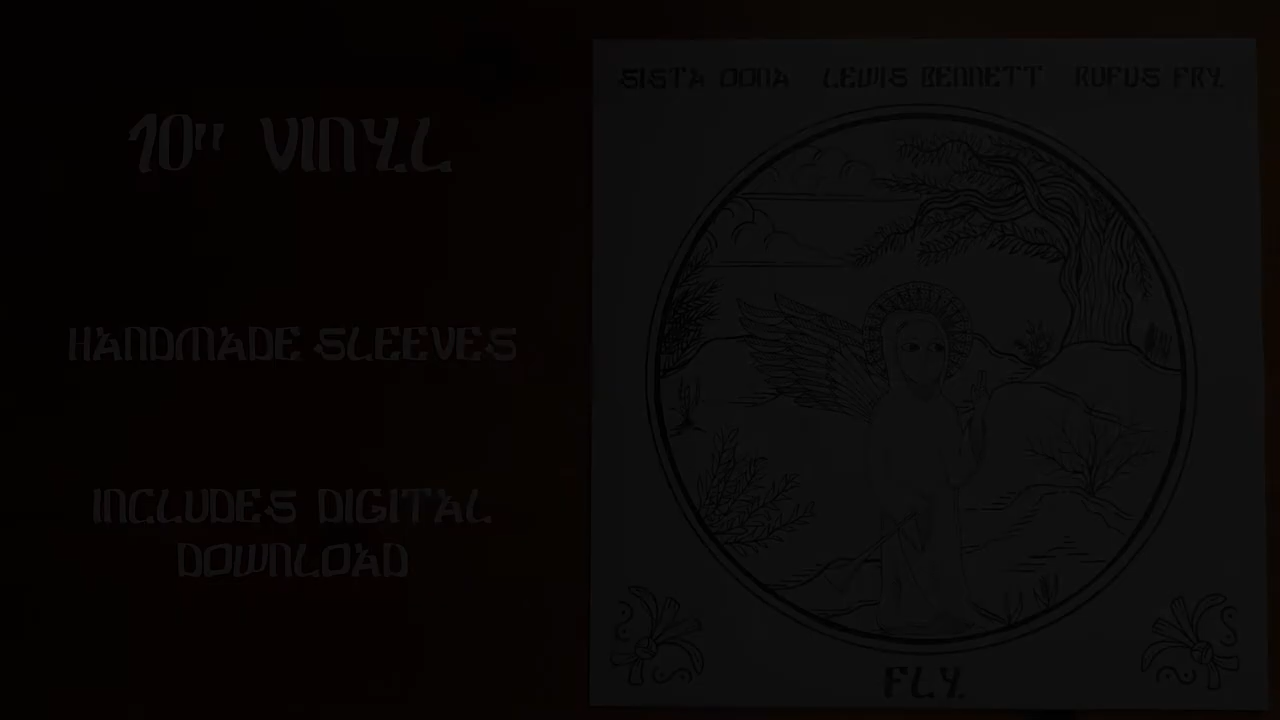 10" VINYL
HANDMADE SLEEVES
INCLUDES DIGITAL
DOWNLOAD
SISTA OONA LEWIS BENNETT RUFUS FRY
FLY